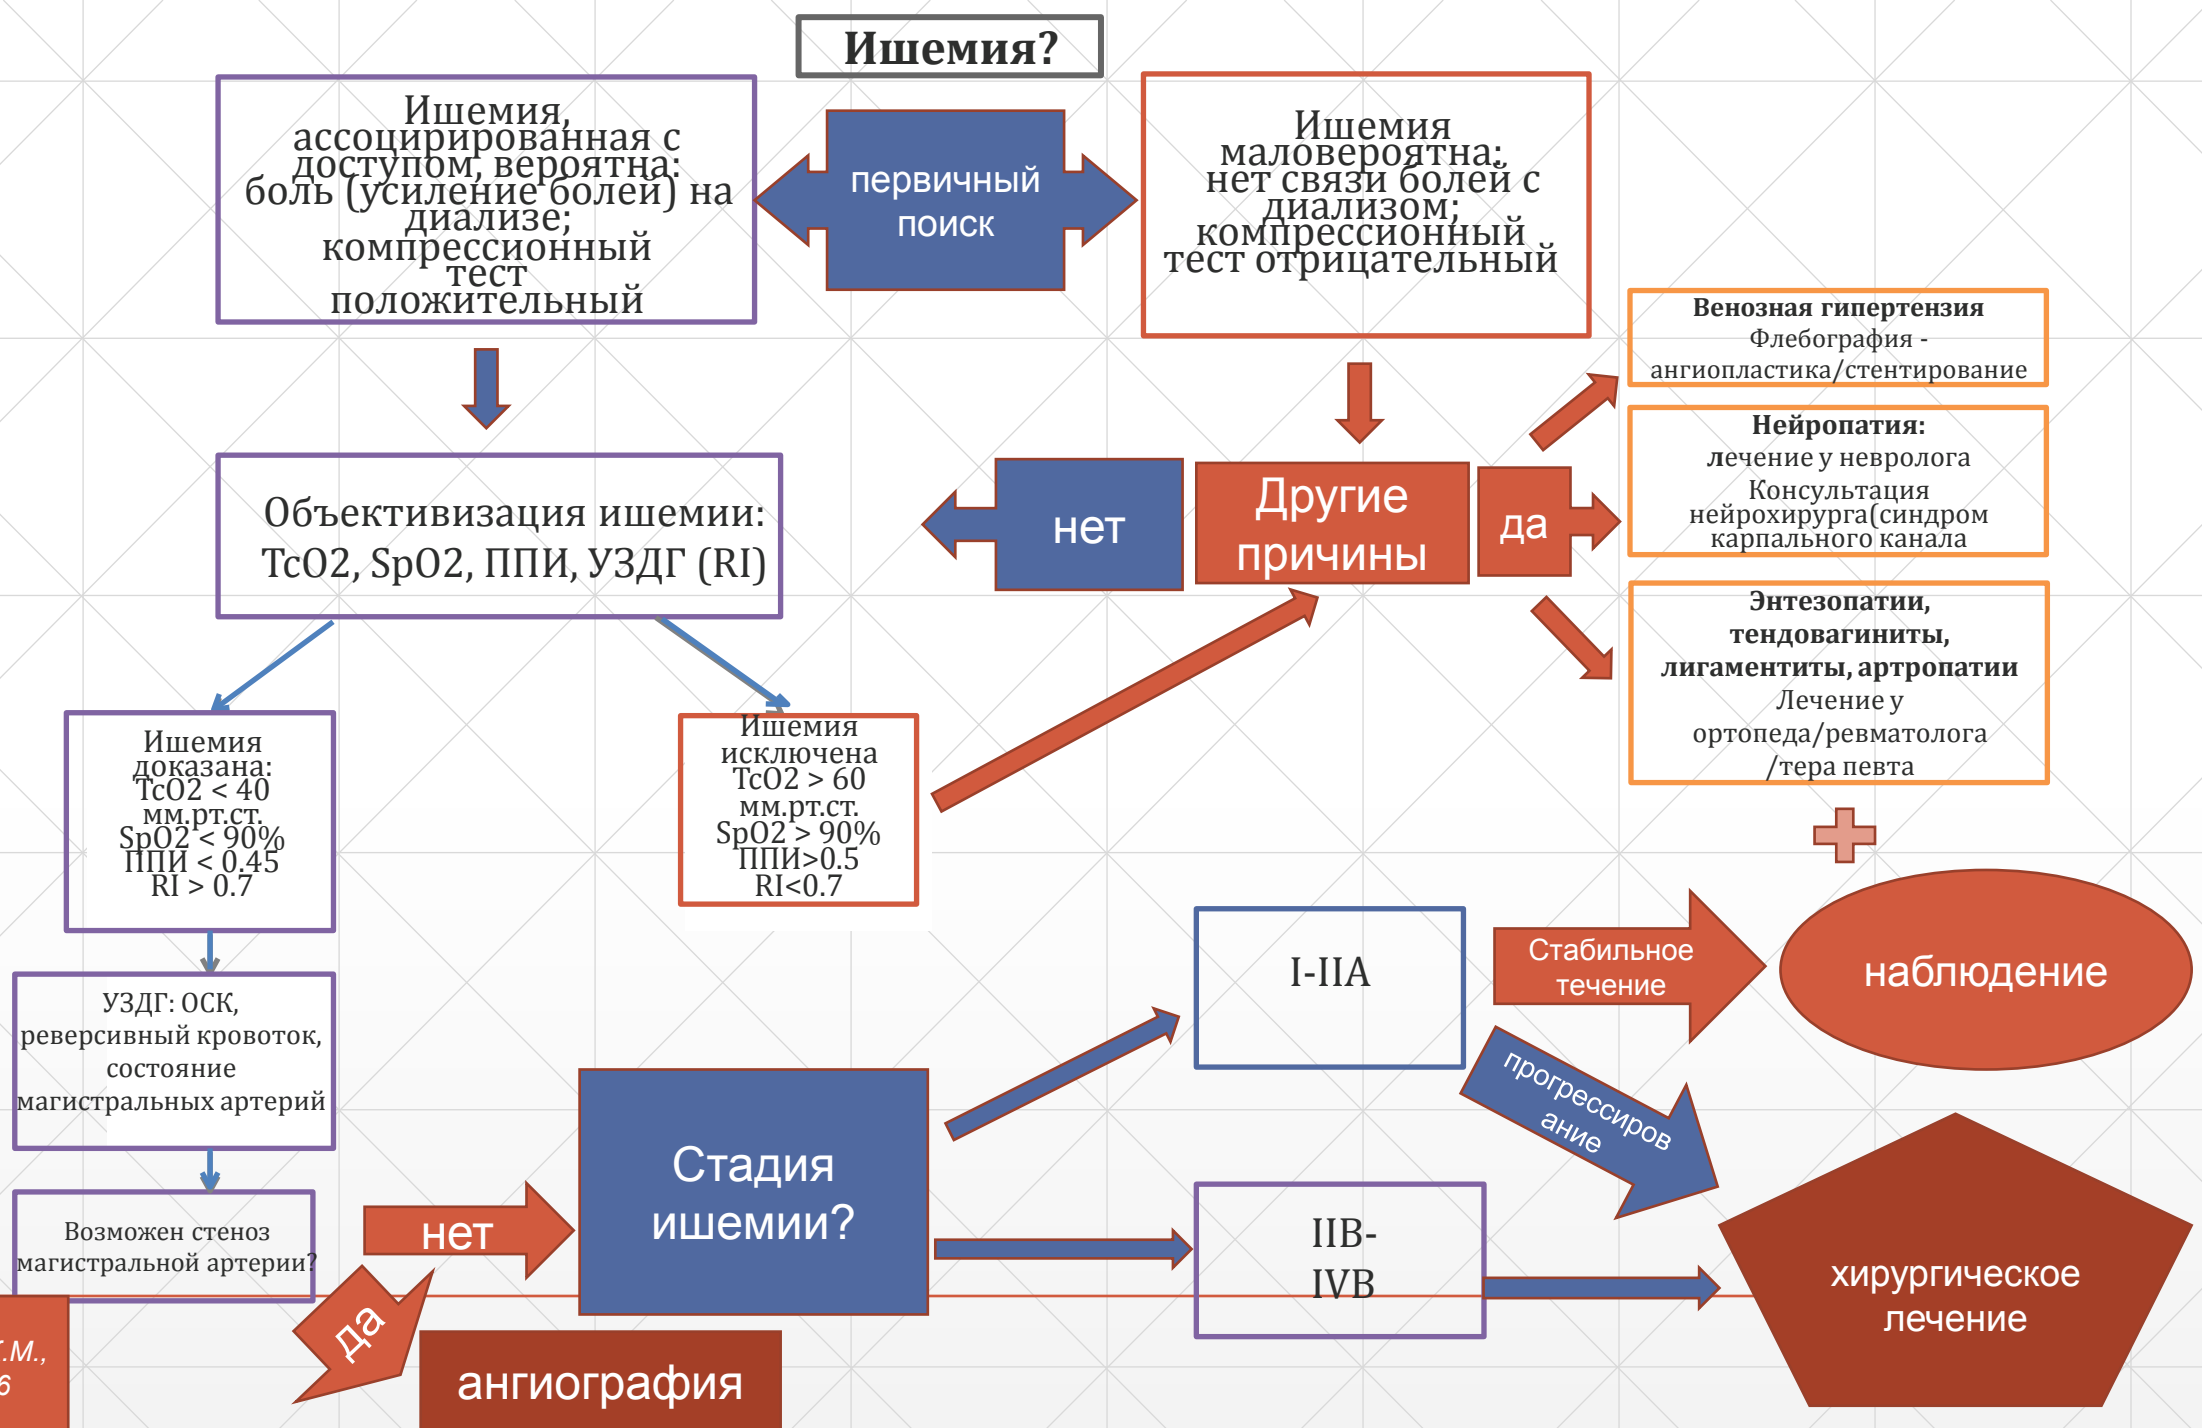 Ишемия?
Ишемия,
ассоциированная с
доступом, вероятна:
боль (усиление болей) на
диализе;
компрессионный
тест
положительный
первичный
поиск
Ишемия
маловероятна:
нет связи болей с
диализом;
компрессионный
тест отрицательный
Венозная гипертензия
Флебография -
ангиопластика/стентирование
Нейропатия:
лечение у невролога
Консультация
нейрохирурга(синдром
карпального канала
Энтезопатии,
тендовагиниты,
лигаментиты, артропатии
Лечение у
ортопеда/ревматолога
/тера певта
Объективизация ишемии:
TcO2, SpO2, ППИ, УЗДГ (RI)
нет
Другие
причины
да
Ишемия
доказана:
TcO2 < 40
мм.рт.ст.
SpO2 < 90%
ППИ < 0.45
RI > 0.7
Ишемия
исключена
TcO2 > 60
мм.рт.ст.
SpO2 > 90%
ППИ>0.5
RI<0.7
УЗДГ: ОСК,
реверсивный кровоток,
состояние
магистральных артерий
Возможен стеноз
магистральной артерии?
нет
да
ангиография
Стадия
ишемии?
I-IIA
Стабильное
течение
наблюдение
прогрессиров
ание
IIB-
IVB
хирургическое
лечение
.М.,
6